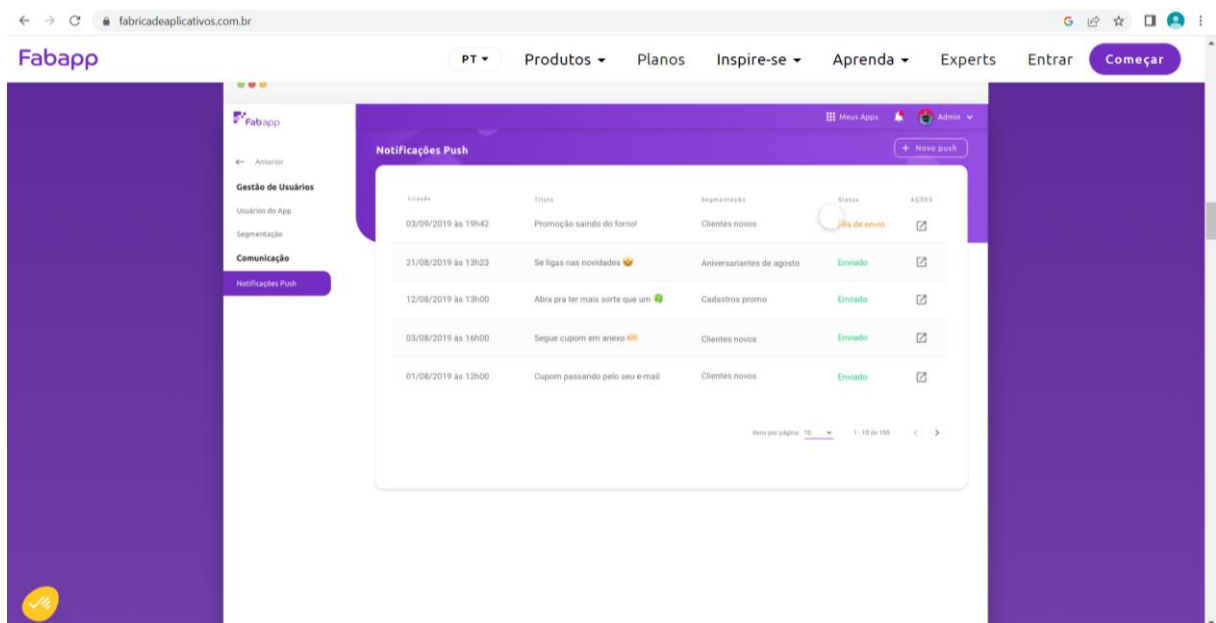 fabricadeaplicativos.com.br
Fabapp PT Produtos Planos Inspire-se Aprenda Experts Entrar Começar
Fabapp Meus Apps Admin
Notificações Push + Novo push
Anterior
Gestão de Usuários
Usuários do App
Segmentação
Comunicação
Notificações Push
Criação Título Segmentação Status AÇÕES
03/09/2019 às 19h42 Promoção saindo do forno! Clientes novos de envio
21/08/2019 às 13h23 Se ligas nas novidades Aniversariantes de agosto Enviado
12/08/2019 às 13h00 Abra pra ter mais sorte que um Cadastros promo Enviado
03/08/2019 às 16h00 Segue cupom em anexo Clientes novos Enviado
01/08/2019 às 12h00 Cupom passando pelo seu e-mail Clientes novos Enviado
Itens por página: 10 1 - 10 de 100